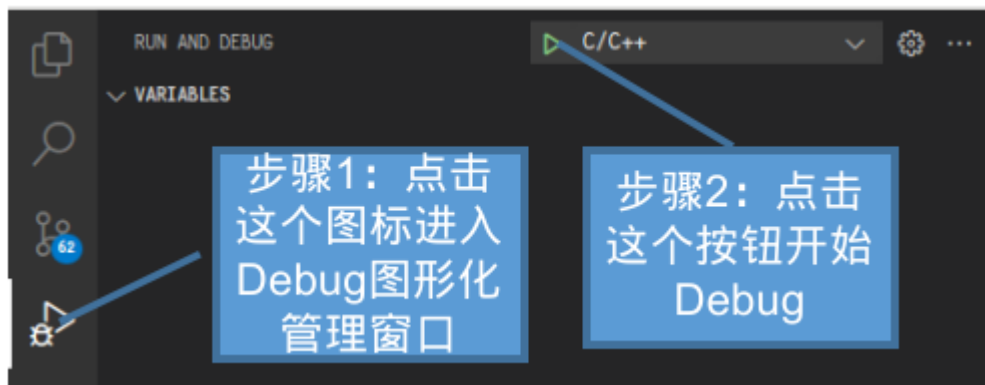 RUN AND DEBUG
C/C++
VARIABLES
步骤1：点击
这个图标进入
Debug图形化
管理窗口
步骤2：点击
这个按钮开始
Debug
62